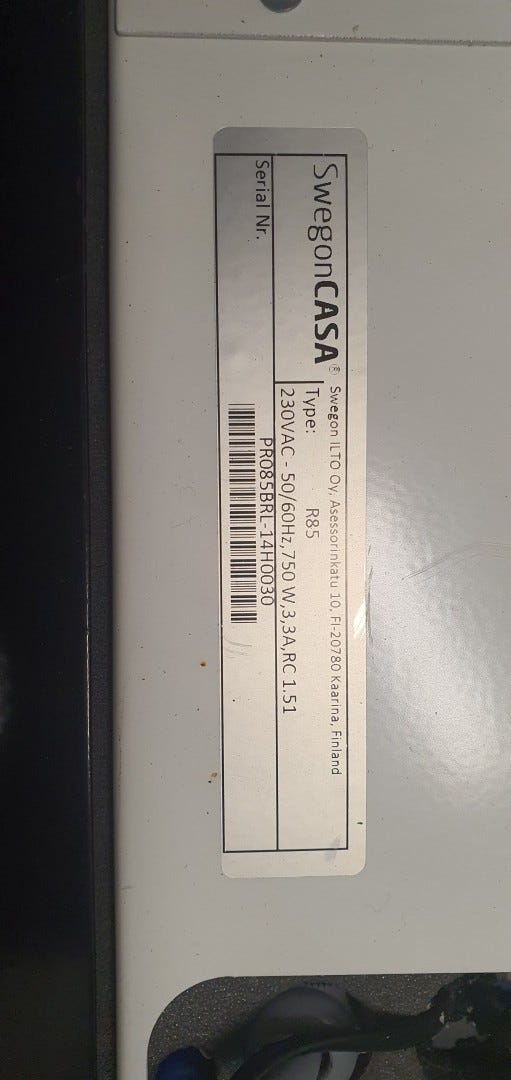 SwegonCASA® Swegon ILTO Oy, Asessorinkatu 10, FI-20780 Kaarina, Finland
Type: R85
230VAC - 50/60Hz,750 W,3,3A,RC 1.51
Serial Nr. PR085BRL-14H0030